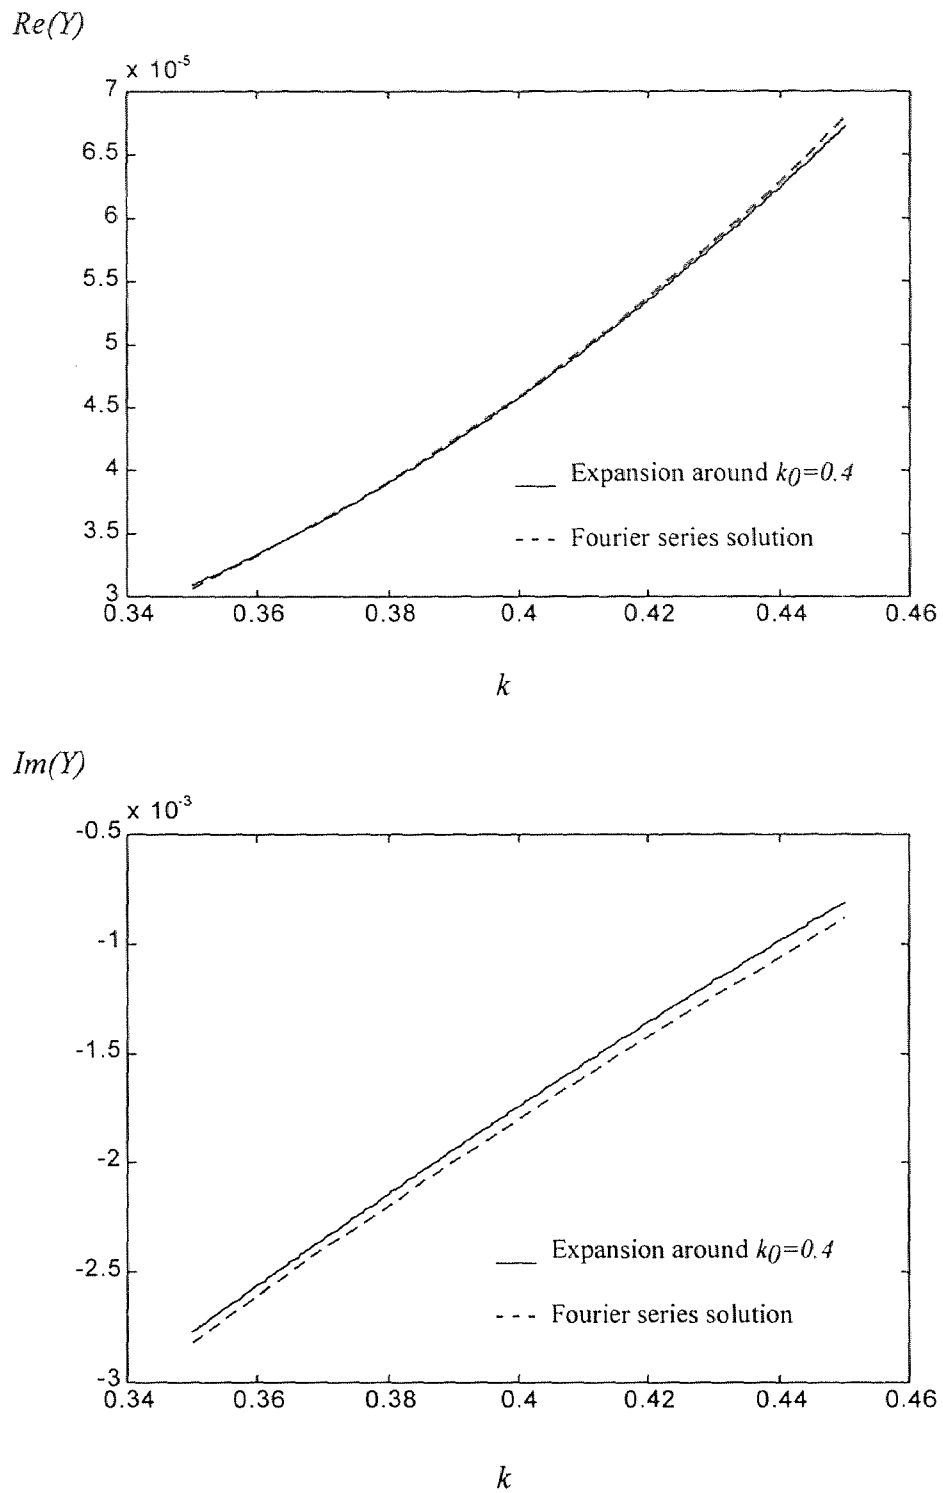 Re(Y)
x 10-5
7
6.5
6
5.5
5
4.5
4
3.5
3
Expansion around k0=0.4
Fourier series solution
0.34 0.36 0.38 0.4 0.42 0.44 0.46
k
Im(Y)
x 10-3
-0.5
-1
-1.5
-2
-2.5
-3
Expansion around k0=0.4
Fourier series solution
0.34 0.36 0.38 0.4 0.42 0.44 0.46
k